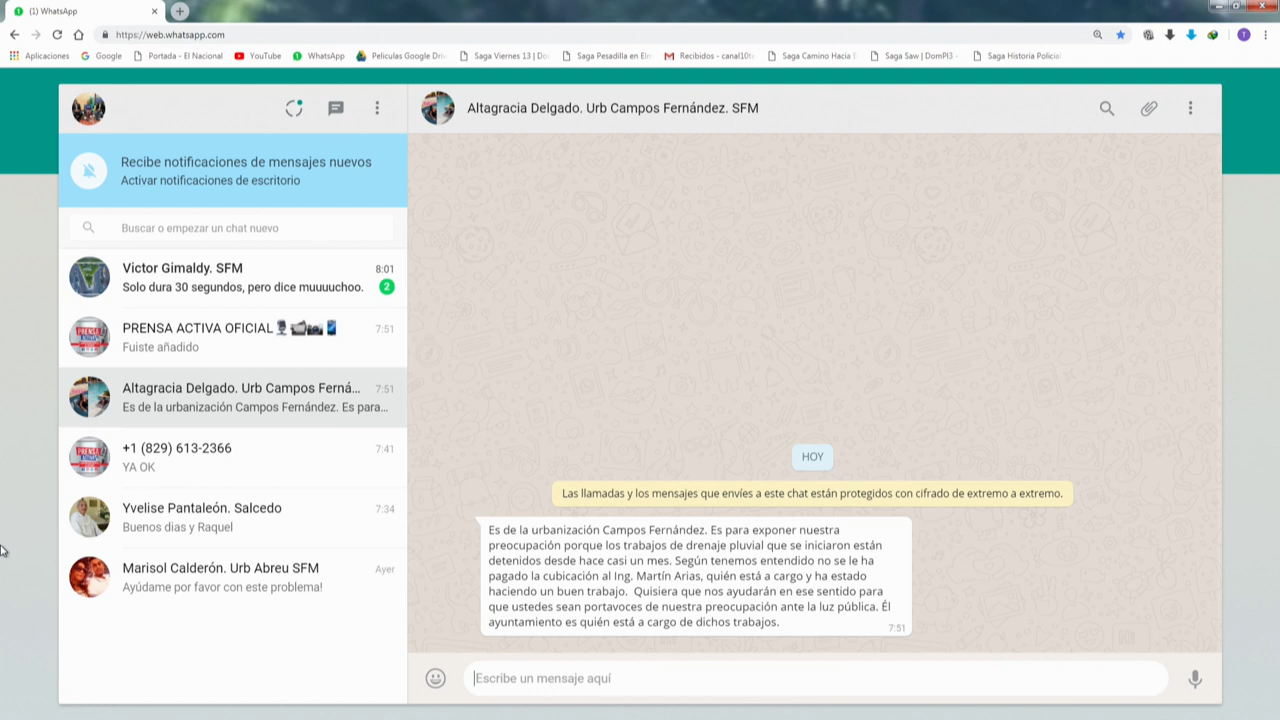 (1) WhatsApp
https://web.whatsapp.com
Aplicaciones
Google
Portada - El Nacional
YouTube
WhatsApp
Peliculas Google Dri
Saga Viernes 13 | Do
Saga Pesadilla en Elm
Recibidos - canal10t
Saga Camino Hacia E
Saga Saw | DomPl3 -
Saga Historia Policial
T
Altagracia Delgado. Urb Campos Fernández. SFM
Recibe notificaciones de mensajes nuevos
Activar notificaciones de escritorio
Buscar o empezar un chat nuevo
Victor Gimaldy. SFM
8:01
Solo dura 30 segundos, pero dice muuuuchoo.
2
PRENSA ACTIVA OFICIAL
7:51
Fuiste añadido
Altagracia Delgado. Urb Campos Ferná...
7:51
Es de la urbanización Campos Fernández. Es para...
+1 (829) 613-2366
7:41
YA OK
Yvelise Pantaleón. Salcedo
7:34
Buenos dias y Raquel
Marisol Calderón. Urb Abreu SFM
Ayer
Ayúdame por favor con este problema!
HOY
Las llamadas y los mensajes que envíes a este chat están protegidos con cifrado de extremo a extremo.
Es de la urbanización Campos Fernández. Es para exponer nuestra
preocupación porque los trabajos de drenaje pluvial que se iniciaron están
detenidos desde hace casi un mes. Según tenemos entendido no se le ha
pagado la cubicación al Ing. Martín Arias, quién está a cargo y ha estado
haciendo un buen trabajo.  Quisiera que nos ayudarán en ese sentido para
que ustedes sean portavoces de nuestra preocupación ante la luz pública. Él
ayuntamiento es quién está a cargo de dichos trabajos.
7:51
Escribe un mensaje aquí